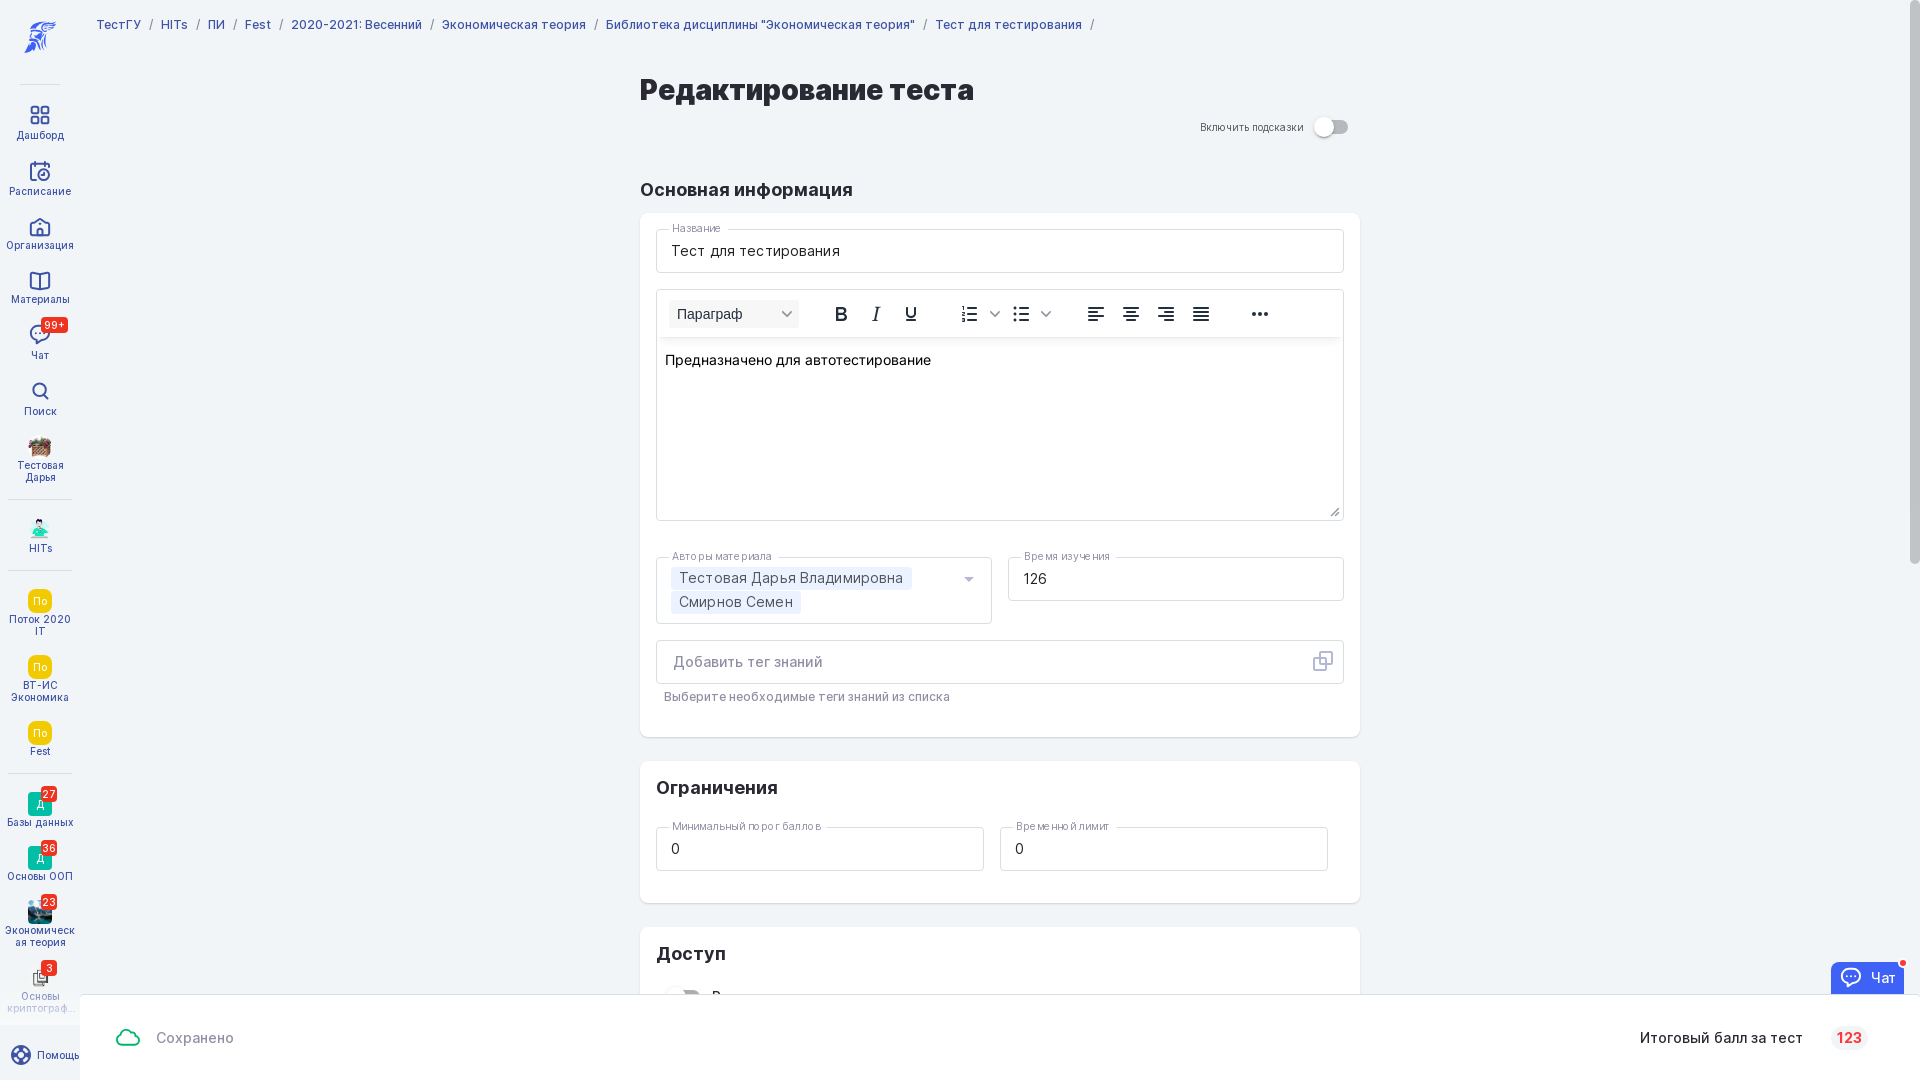 ТестГУ / HITs / ПИ / Fest / 2020-2021: Весенний / Экономическая теория / Библиотека дисциплины "Экономическая теория" / Тест для тестирования /
Редактирование теста
Включить подсказки
Дашборд
Расписание
Организация
Материалы
99+
Чат
Поиск
Тестовая
Дарья
HITs
По
Поток 2020
IT
По
ВТ-ИС
Экономика
По
Fest
27
Д
Базы данных
36
Д
Основы ООП
23
Экономическ
ая теория
3
Основы
криптограф...
Помощь
Основная информация
Название
Тест для тестирования
Параграф
B I U
Предназначено для автотестирование
Авторы материала
Тестовая Дарья Владимировна
Смирнов Семен
Время изучения
126
Добавить тег знаний
Выберите необходимые теги знаний из списка
Ограничения
Минимальный порог баллов
0
Временной лимит
0
Доступ
Чат
Сохранено
Итоговый балл за тест 123